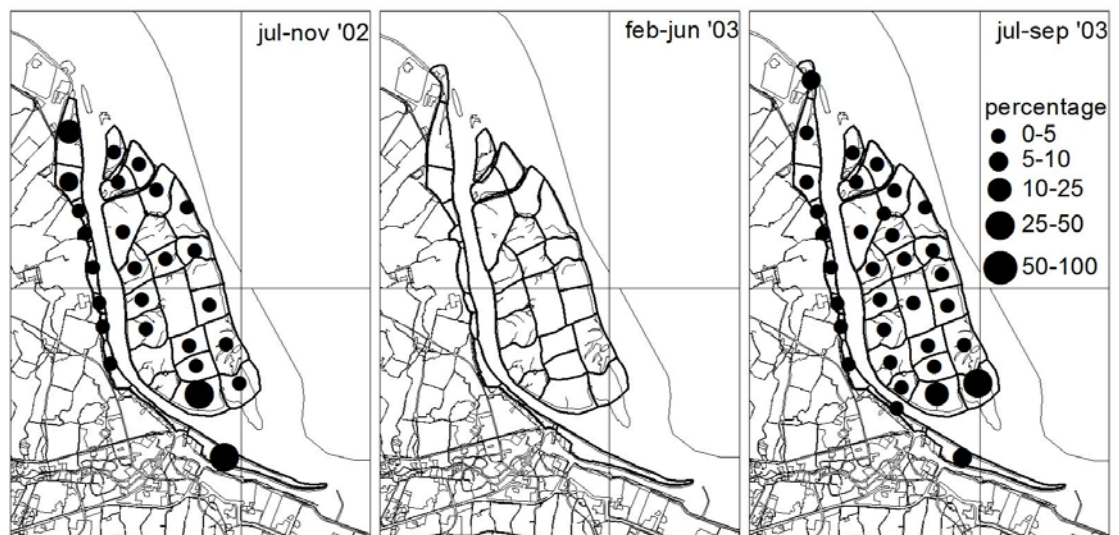 jul-nov '02
feb-jun '03
jul-sep '03
percentage
0-5
5-10
10-25
25-50
50-100